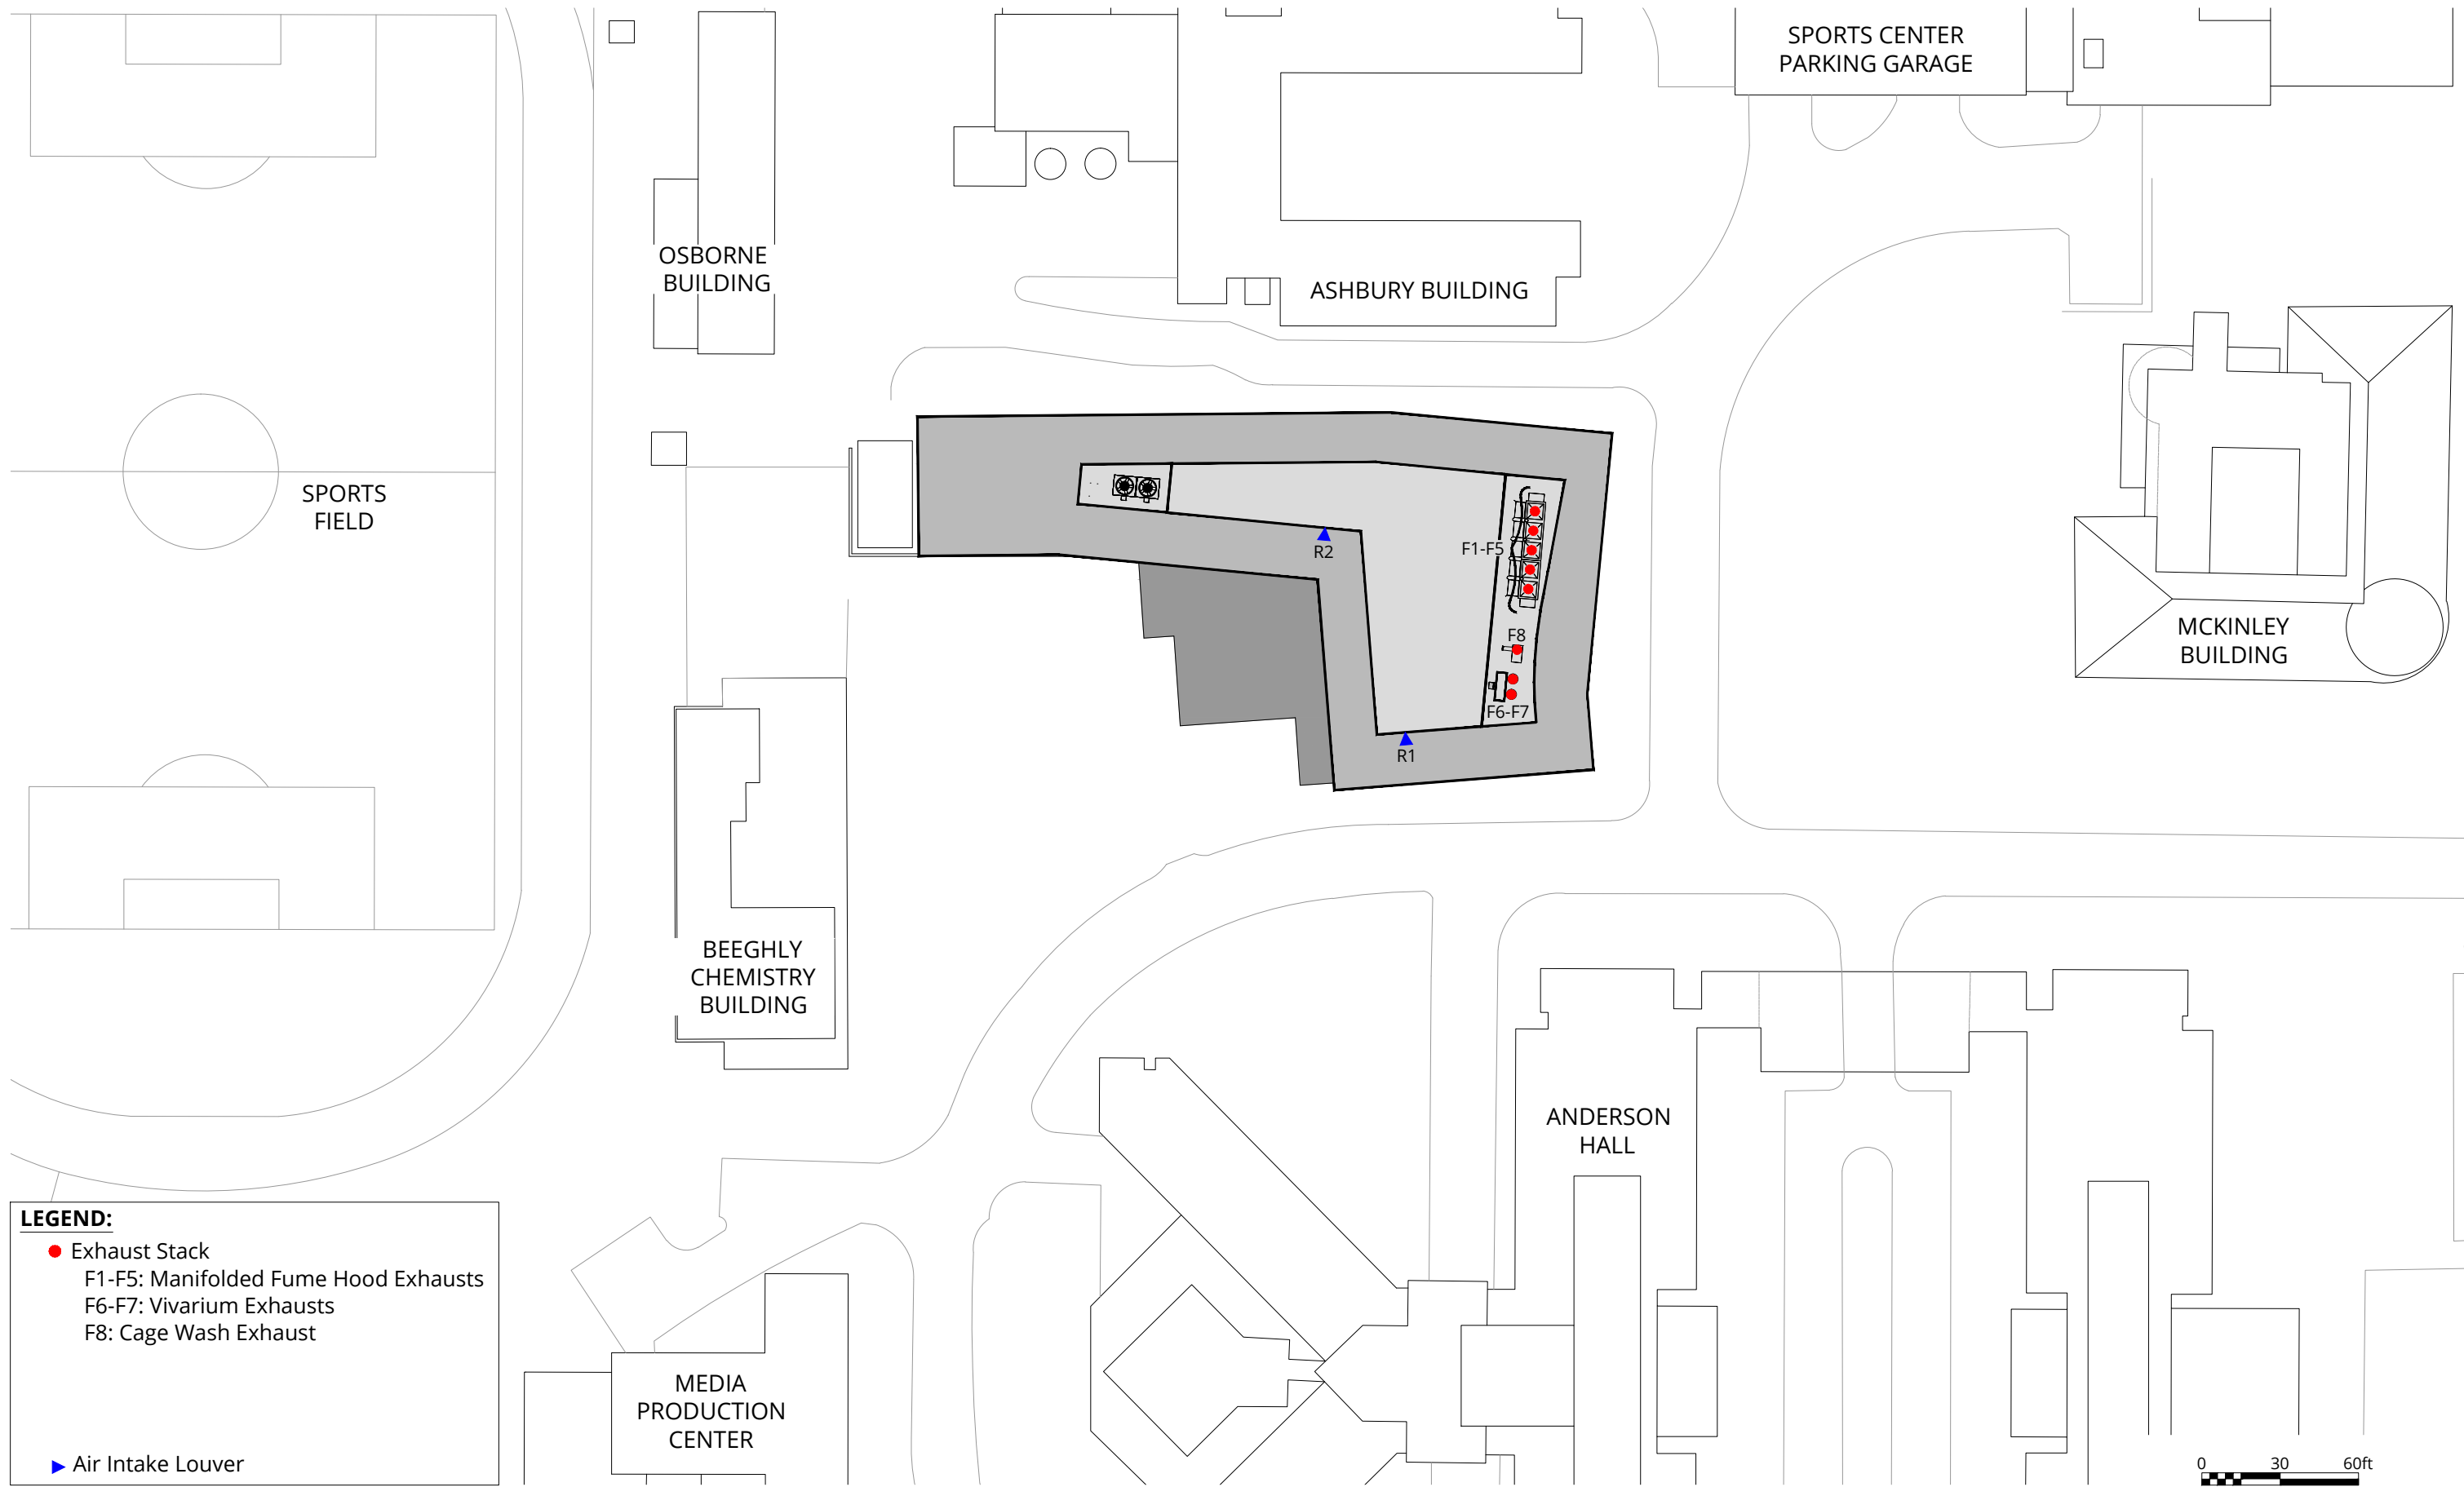 SPORTS CENTER
PARKING GARAGE
OSBORNE
BUILDING
ASHBURY BUILDING
SPORTS
FIELD
R2
F1-F5
F8
F6-F7
R1
MCKINLEY
BUILDING
BEEGHLY
CHEMISTRY
BUILDING
ANDERSON
HALL
MEDIA
PRODUCTION
CENTER
LEGEND:
Exhaust Stack
F1-F5: Manifolded Fume Hood Exhausts
F6-F7: Vivarium Exhausts
F8: Cage Wash Exhaust
Air Intake Louver
0 30 60ft